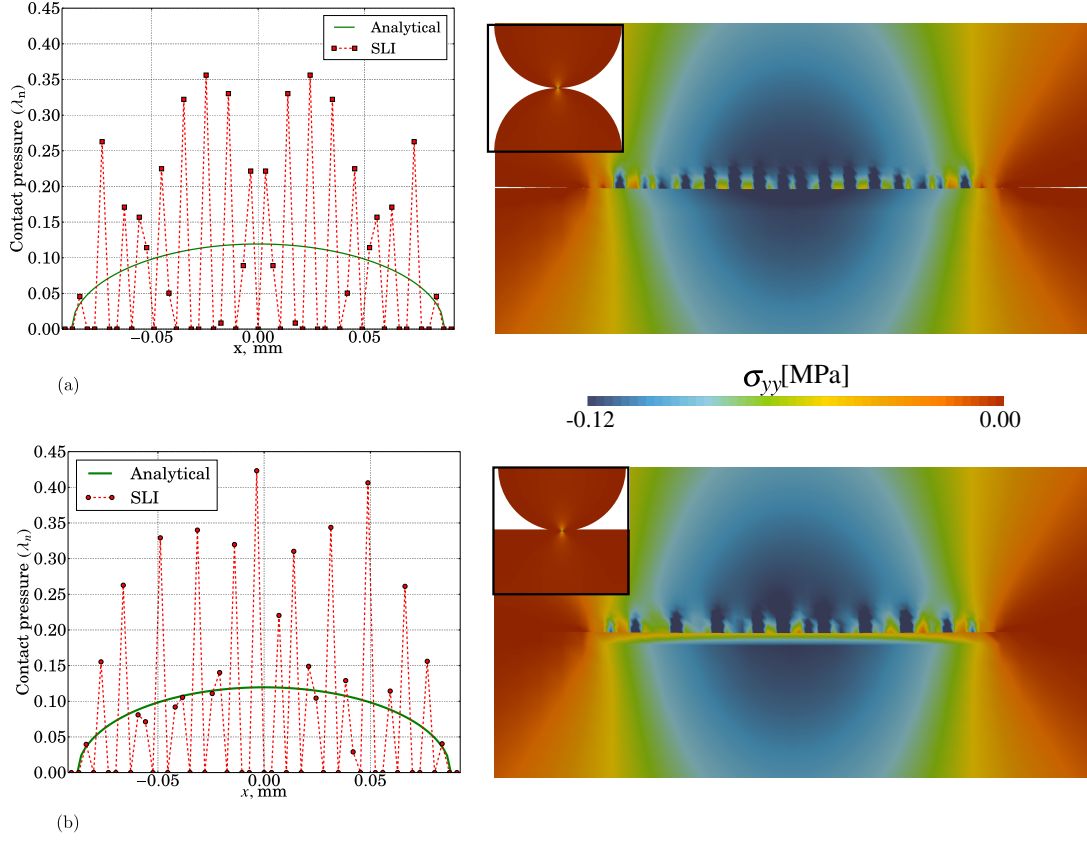 0.45
0.40
0.35
0.30
0.25
0.20
0.15
0.10
0.05
0.00
Contact pressure (λn)
Analytical
SLI
−0.05 0.00 0.05
x, mm
(a)
σyy[MPa]
-0.12 0.00
0.45
0.40
0.35
0.30
0.25
0.20
0.15
0.10
0.05
0.00
Contact pressure (λn)
Analytical
SLI
−0.05 0.00 0.05
x, mm
(b)